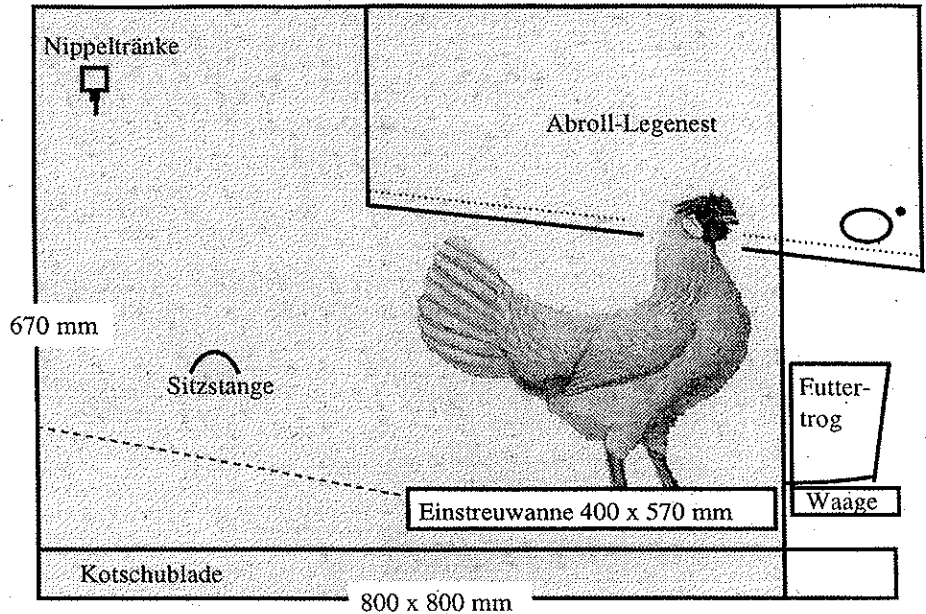 Nippeltränke
Abroll-Legenest
670 mm
Sitzstange
Futter-
trog
Einstreuwanne 400 x 570 mm
Waage
Kotschublade
800 x 800 mm